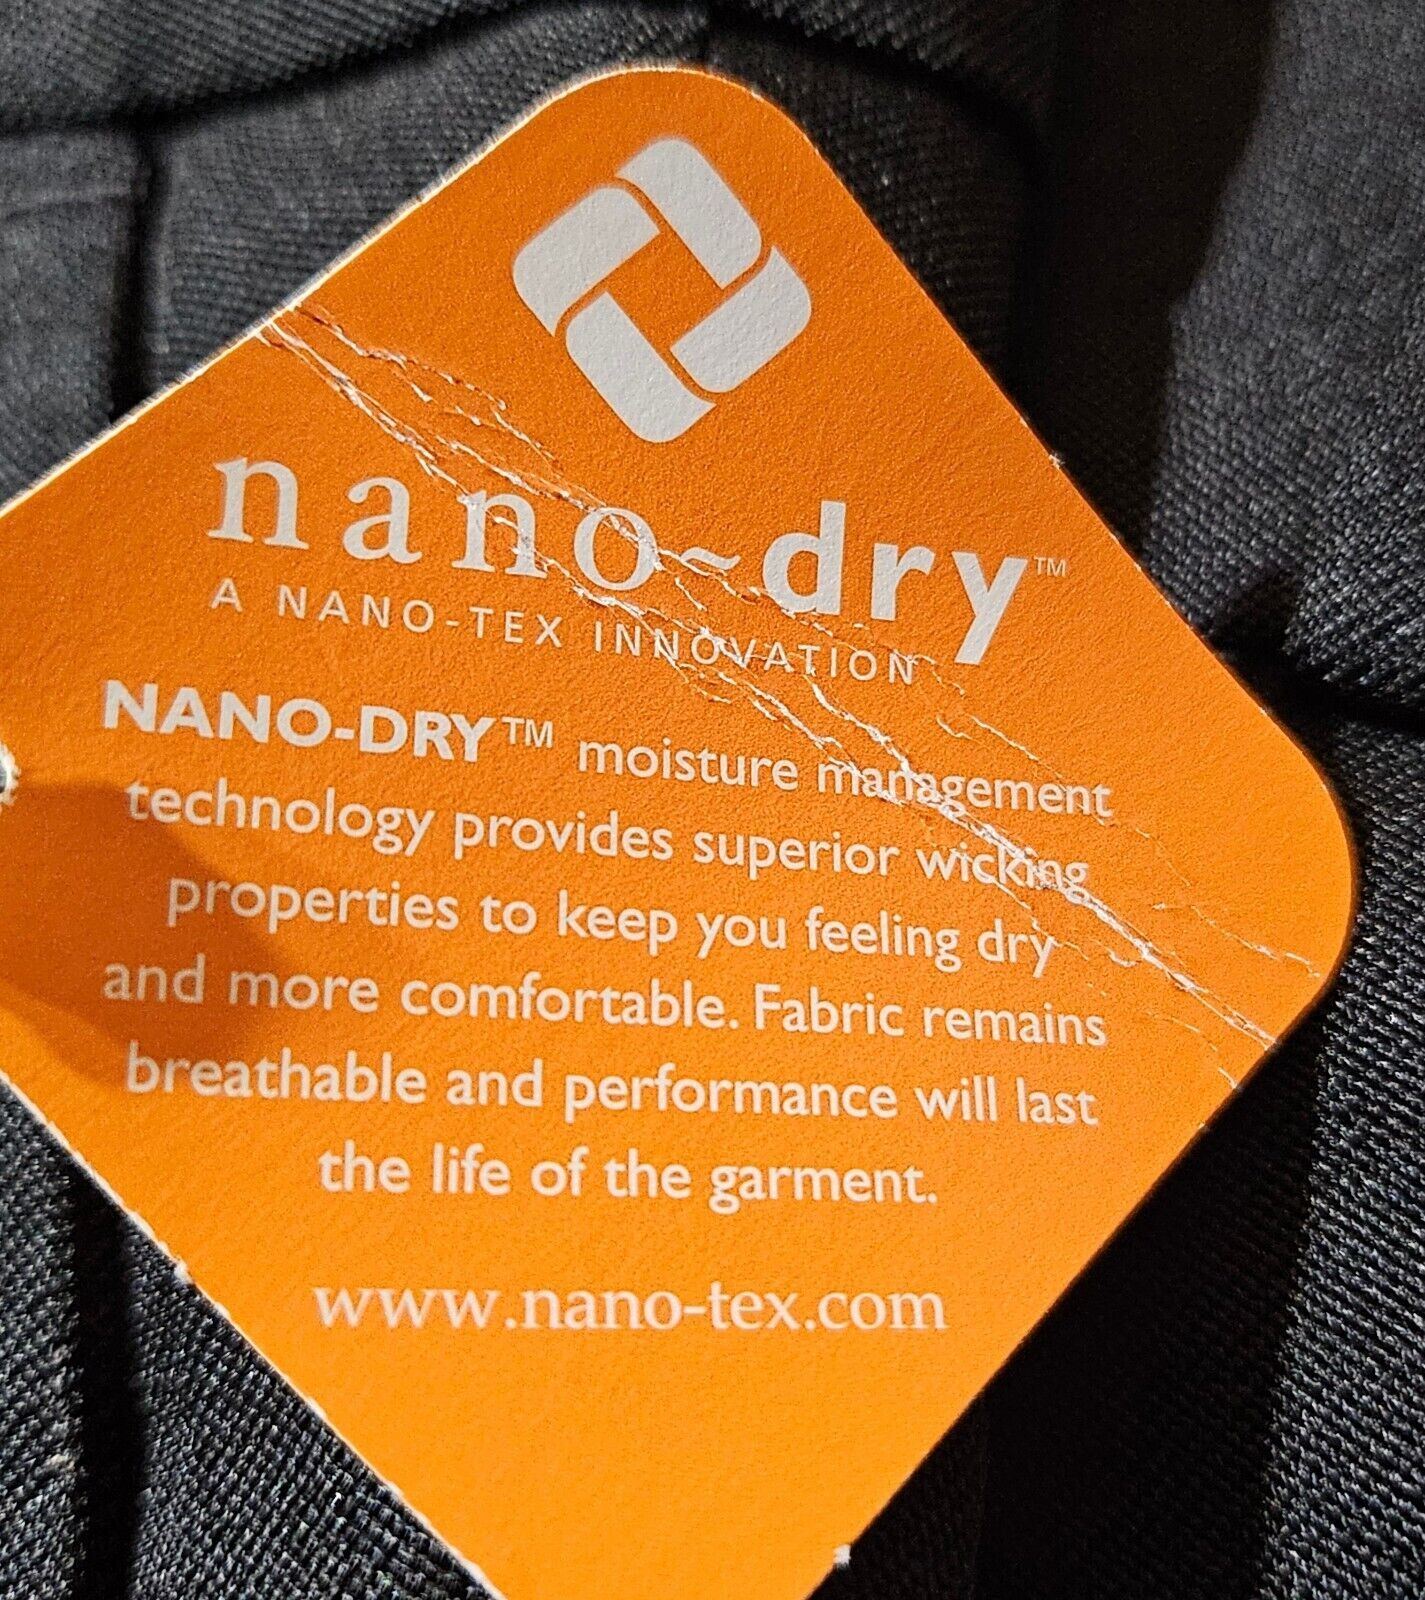 nano~dry™
A NANO-TEX INNOVATION
NANO-DRY™ moisture management
technology provides superior wicking
properties to keep you feeling dry
and more comfortable. Fabric remains
breathable and performance will last
the life of the garment.
www.nano-tex.com